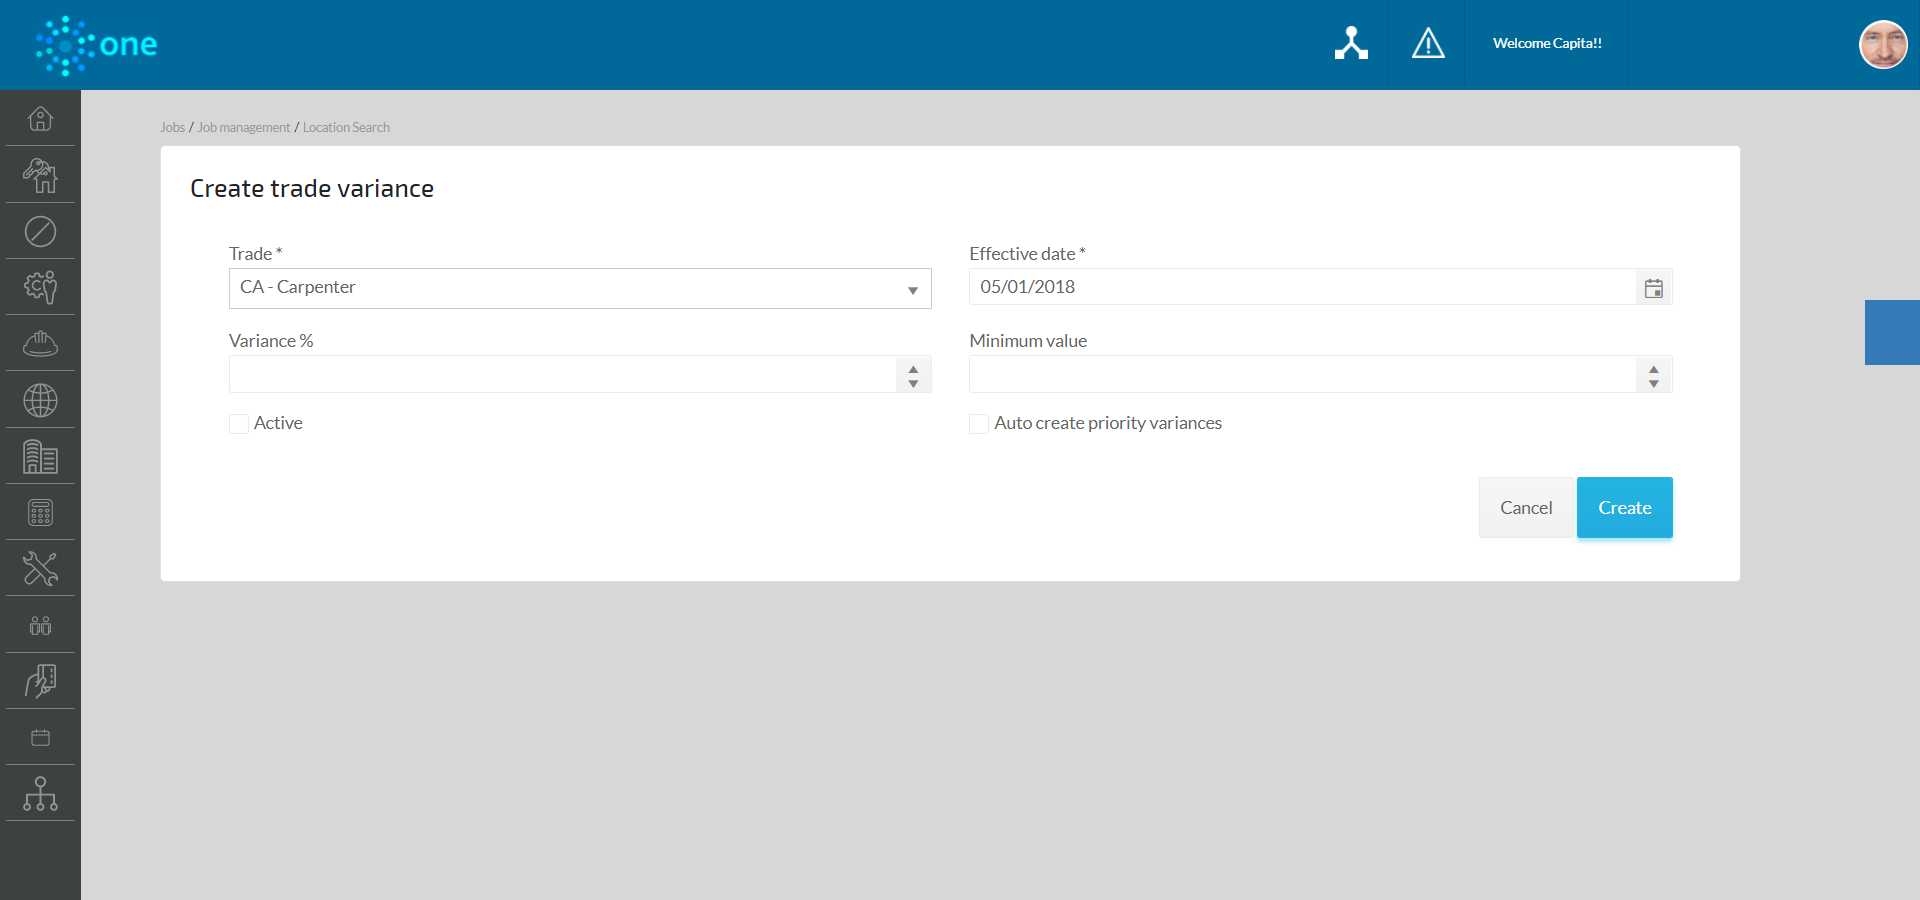 one
Welcome Capita!!
Jobs / Job management / Location Search
Create trade variance
Trade *
Effective date *
CA - Carpenter
05/01/2018
Variance %
Minimum value
Active
Auto create priority variances
Cancel
Create